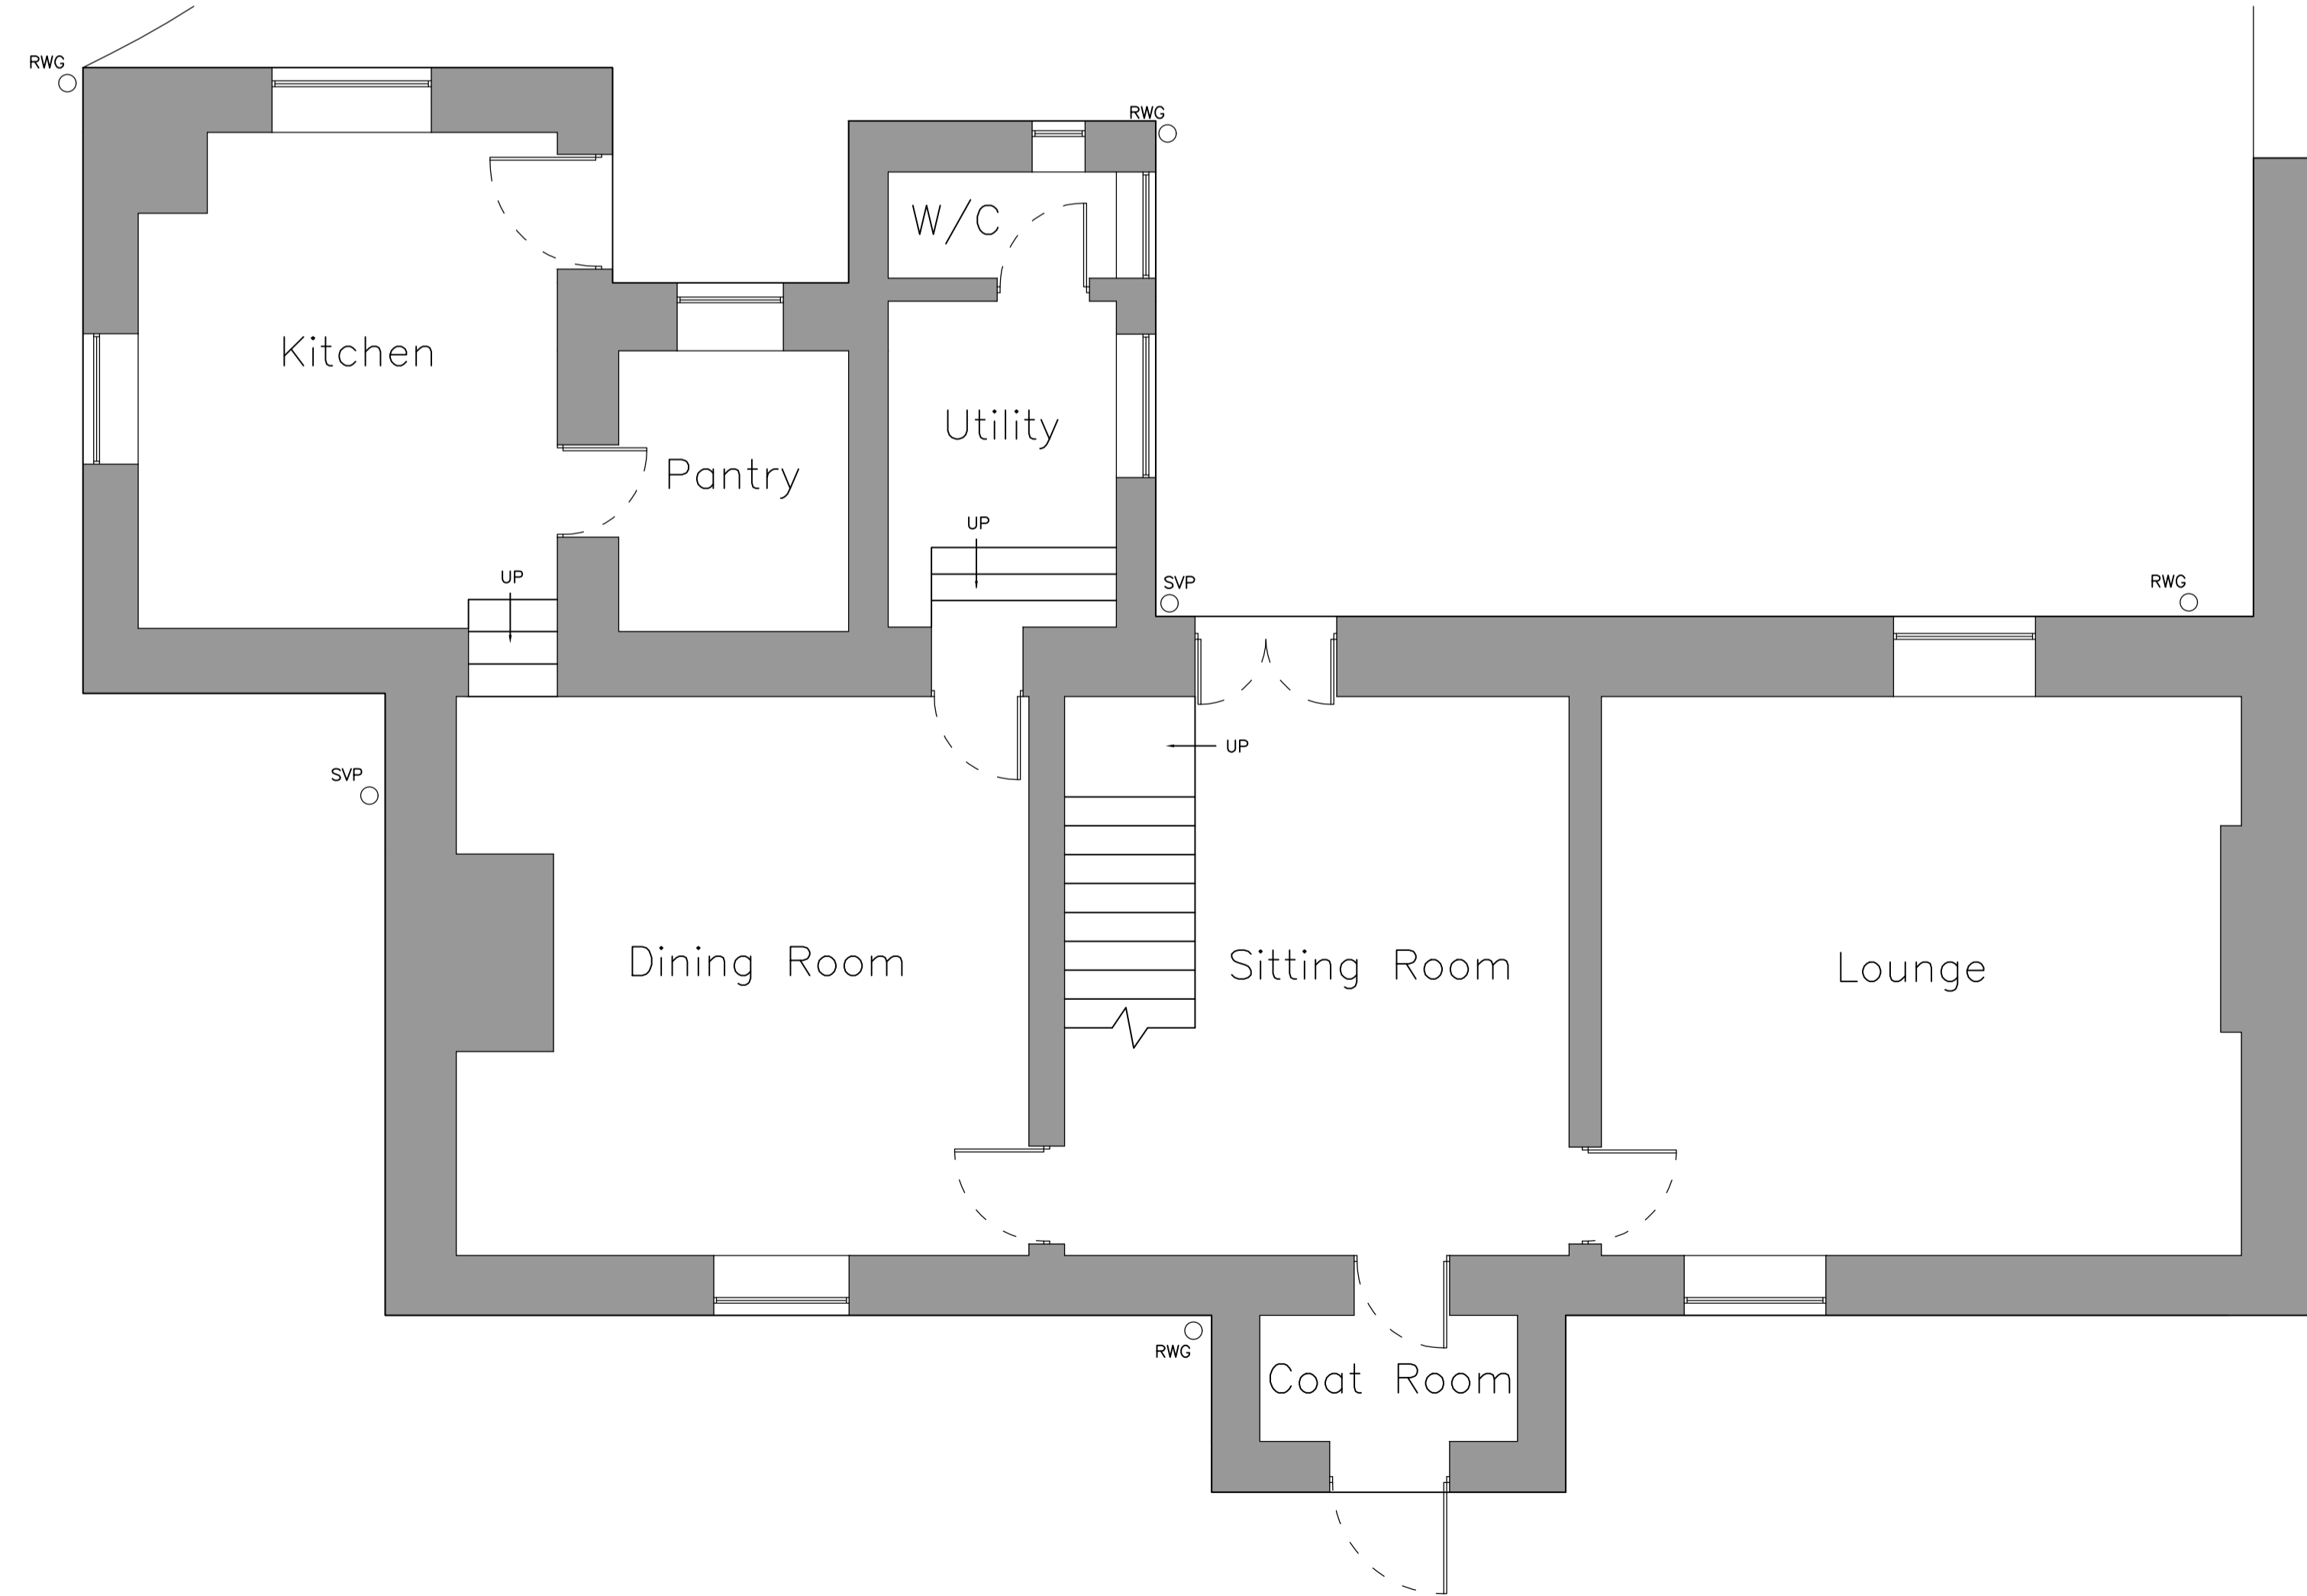 RWG
RWG
W/C
Kitchen
Utility
Pantry
UP
UP
SVP
RWG
UP
SVP
Dining Room
Sitting Room
Lounge
RWG
Coat Room